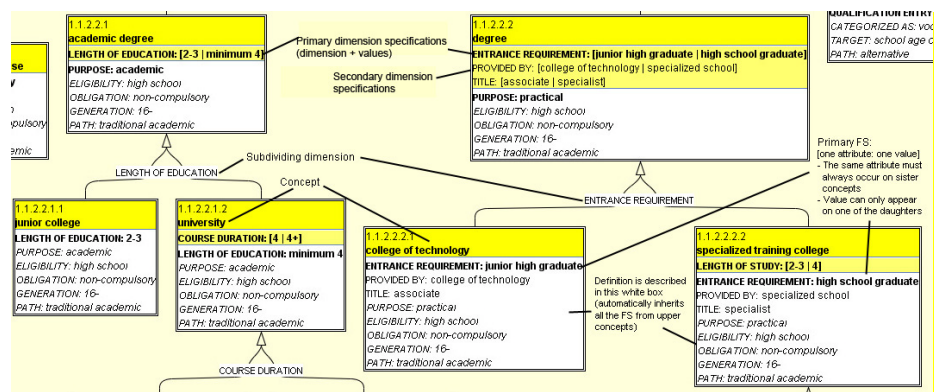 1.1.2.2.1
academic degree
LENGTH OF EDUCATION: [2-3 | minimum 4]
PURPOSE: academic
ELIGIBILITY: high school
OBLIGATION: non-compulsory
GENERATION: 16-
PATH: traditional academic
Primary dimension specifications
(dimension + values)
Secondary dimension
specifications
1.1.2.2.2
degree
ENTRANCE REQUIREMENT: [junior high graduate | high school graduate]
PROVIDED BY: [college of technology | specialized school]
TITLE: [associate | specialist]
PURPOSE: practical
ELIGIBILITY: high school
OBLIGATION: non-compulsory
GENERATION: 16-
PATH: traditional academic
QUALIFICATION ENTRY
CATEGORIZED AS: voc
TARGET: school age c
PATH: alternative
se
y
pulsory
emic
Primary FS:
[one attribute: one value]
- The same attribute must
always occur on sister
concepts
- Value can only appear
on one of the daughters
Subdividing dimension
LENGTH OF EDUCATION
Concept
ENTRANCE REQUIREMENT
1.1.2.2.1.1
junior college
LENGTH OF EDUCATION: 2-3
PURPOSE: academic
ELIGIBILITY: high school
OBLIGATION: non-compulsory
GENERATION: 16-
PATH: traditional academic
1.1.2.2.1.2
university
COURSE DURATION: [4 | 4+]
LENGTH OF EDUCATION: minimum 4
PURPOSE: academic
ELIGIBILITY: high school
OBLIGATION: non-compulsory
GENERATION: 16-
PATH: traditional academic
COURSE DURATION
1.1.2.2.2.1
college of technology
ENTRANCE REQUIREMENT: junior high graduate
PROVIDED BY: college of technology
TITLE: associate
PURPOSE: practical
ELIGIBILITY: high school
OBLIGATION: non-compulsory
GENERATION: 16-
PATH: traditional academic
Definition is described
in this white box
(automatically inherits
all the FS from upper
concepts)
1.1.2.2.2.2
specialized training college
LENGTH OF STUDY: [2-3 | 4]
ENTRANCE REQUIREMENT: high school graduate
PROVIDED BY: specialized school
TITLE: specialist
PURPOSE: practical
ELIGIBILITY: high school
OBLIGATION: non-compulsory
GENERATION: 16-
PATH: traditional academic